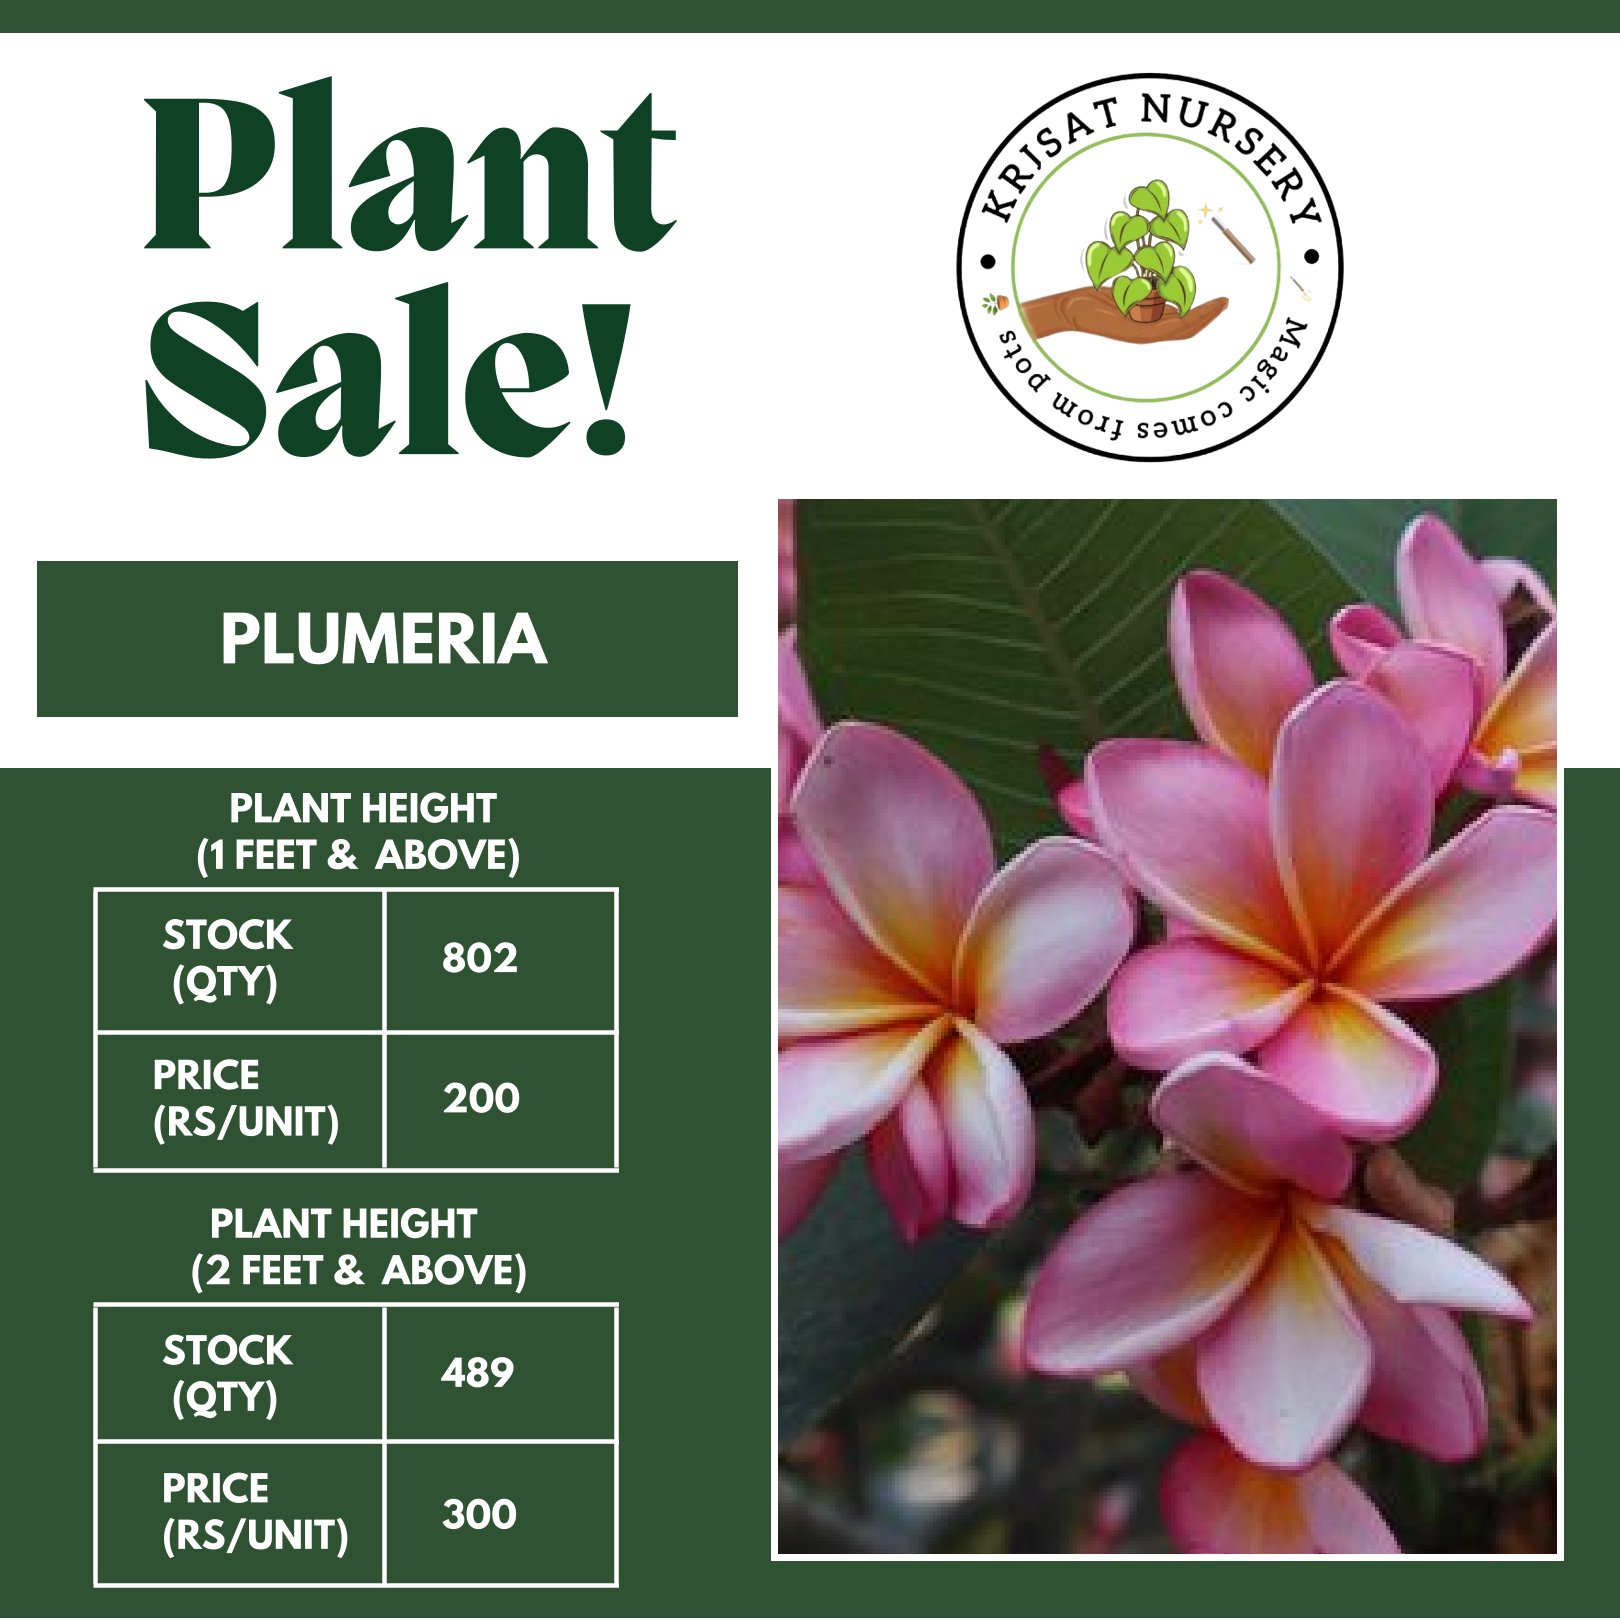 Plant
Sale!
KRJSAT NURSERY
Magic comes from pots
PLUMERIA
PLANT HEIGHT
(1 FEET & ABOVE)
STOCK
(QTY)
802
PRICE
(RS/UNIT)
200
PLANT HEIGHT
(2 FEET & ABOVE)
STOCK
(QTY)
489
PRICE
(RS/UNIT)
300